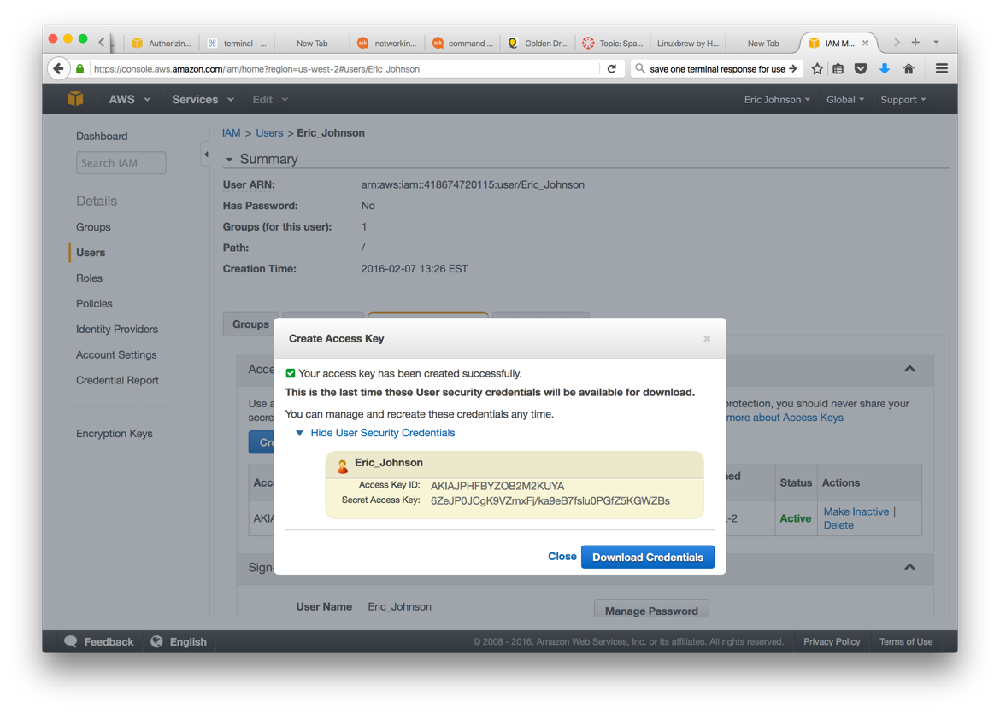 Authorizin...
terminal - ...
New Tab
networkin...
command ...
Golden Dr...
Topic: Spa...
Linuxbrew by H...
New Tab
IAM M...
https://console.aws.amazon.com/iam/home?region=us-west-2#users/Eric_Johnson
save one terminal response for use
AWS Services Edit Eric Johnson Global Support
Dashboard
Search IAM
Details
Groups
Users
Roles
Policies
Identity Providers
Account Settings
Credential Report
Encryption Keys
IAM > Users > Eric_Johnson
Summary
User ARN: arn:aws:iam::418674720115:user/Eric_Johnson
Has Password: No
Groups (for this user): 1
Path: /
Creation Time: 2016-02-07 13:26 EST
Groups
Create Access Key
Your access key has been created successfully.
This is the last time these User security credentials will be available for download.
You can manage and recreate these credentials any time.
Hide User Security Credentials
Eric_Johnson
Access Key ID: AKIAJPHFBYZOB2M2KUYA
Secret Access Key: 6ZeJP0JCgK9VZmxFj/ka9eB7fslu0PGfZ5KGWZBs
Close Download Credentials
protection, you should never share your
more about Access Keys
Status Actions
Active Make Inactive |
Delete
User Name Eric_Johnson Manage Password
Feedback English © 2008 - 2016, Amazon Web Services, Inc. or its affiliates. All rights reserved. Privacy Policy Terms of Use